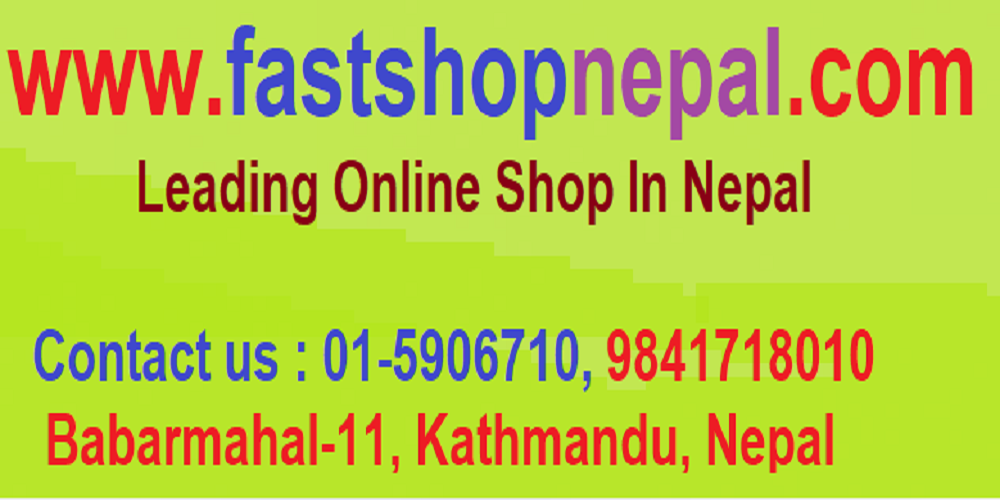 www.fastshopnepal.com
Leading Online Shop In Nepal
Contact us : 01-5906710, 9841718010
Babarmahal-11, Kathmandu, Nepal